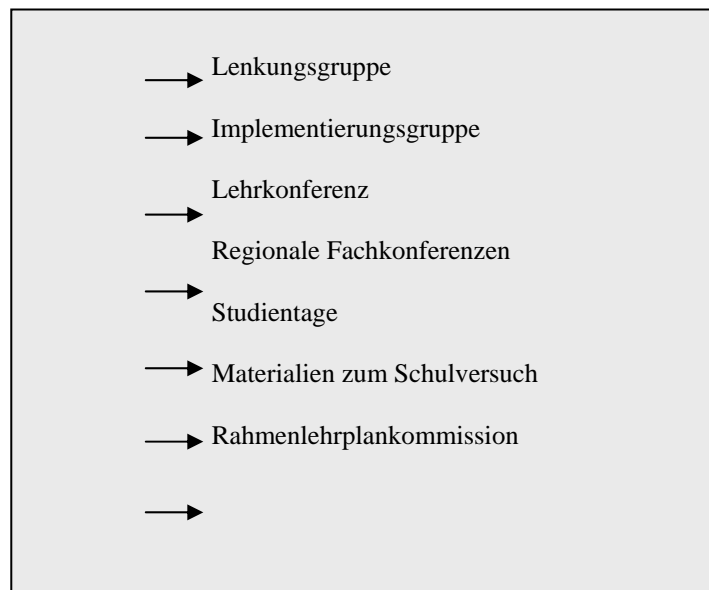 Lenkungsgruppe
Implementierungsgruppe
Lehrkonferenz
Regionale Fachkonferenzen
Studientage
Materialien zum Schulversuch
Rahmenlehrplankommission